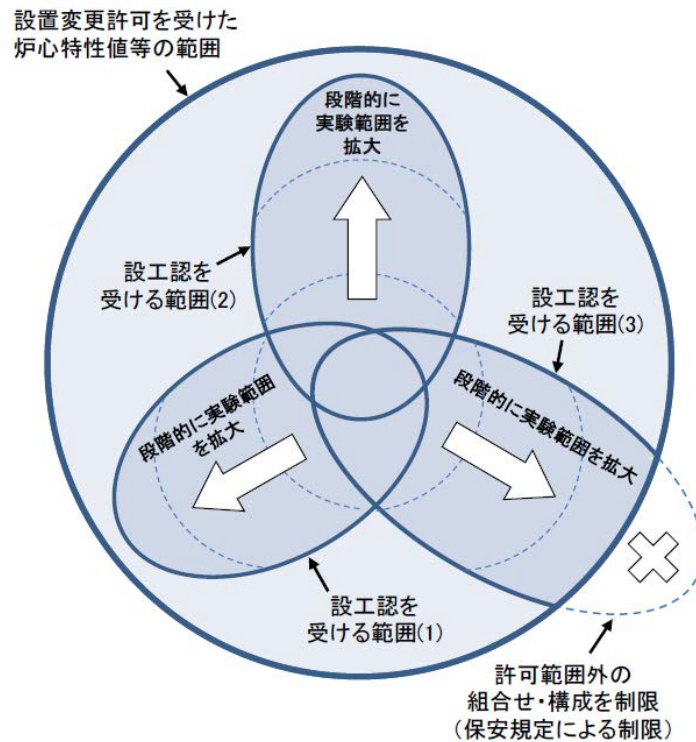 設置変更許可を受けた
炉心特性値等の範囲
段階的に
実験範囲を
拡大
設工認を
受ける範囲(2)
設工認を
受ける範囲(3)
段階的に実験範囲
を拡大
段階的に実験範囲を拡大
設工認を
受ける範囲(1)
許可範囲外の
組合せ・構成を制限
(保安規定による制限)